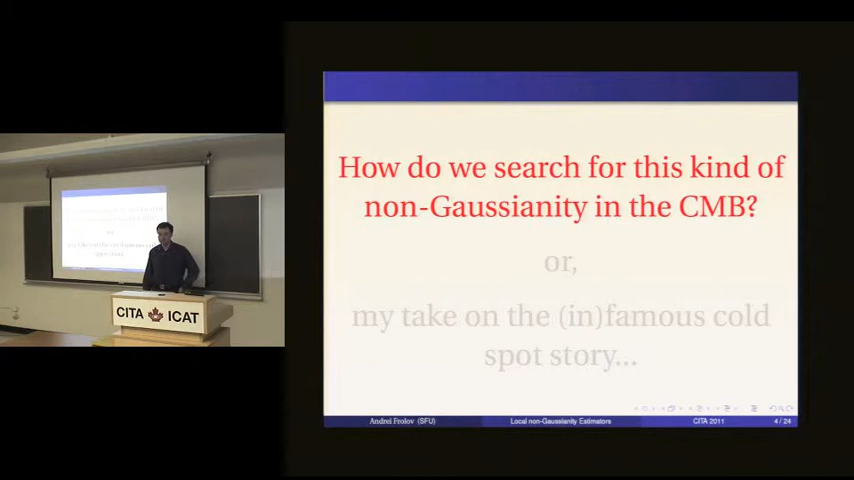 How do we search for this kind of
non-Gaussianity in the CMB?
or,
my take on the (in)famous cold
spot story...
Andrei Frolov (SFU)
Local non-Gaussianity Estimators
CITA 2011
4 / 24
CITA ICAT